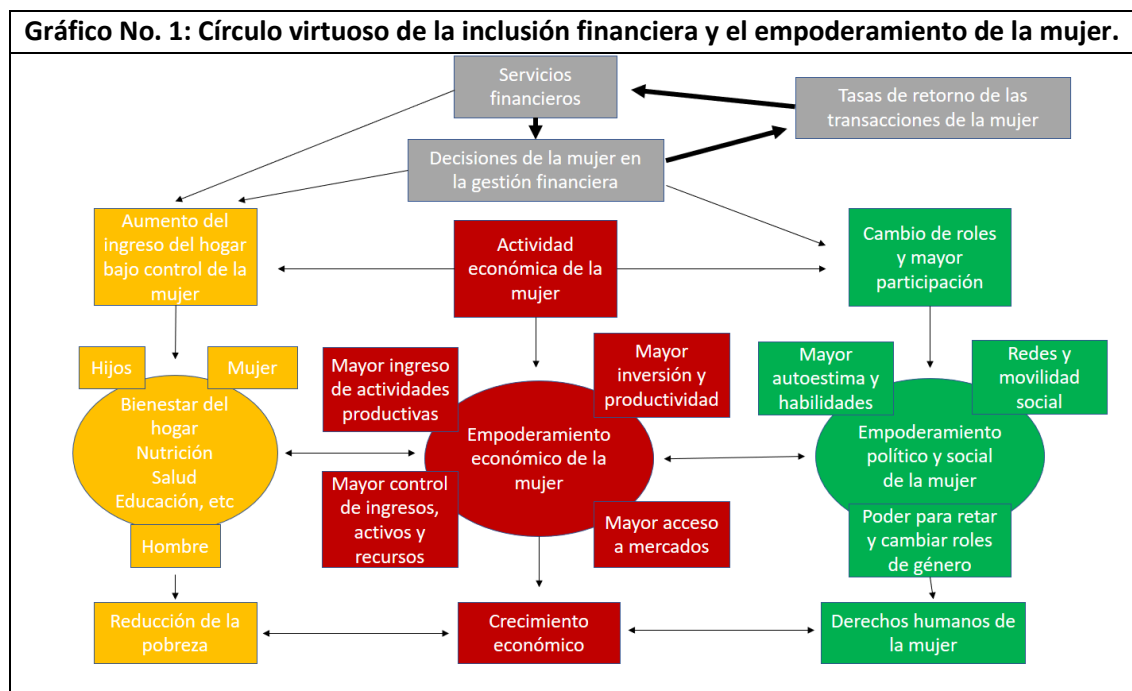 Gráfico No. 1: Círculo virtuoso de la inclusión financiera y el empoderamiento de la mujer.
Servicios
financieros
Tasas de retorno de las
transacciones de la mujer
Decisiones de la mujer en
la gestión financiera
Aumento del
ingreso del hogar
bajo control de la
mujer
Actividad
económica de la
mujer
Cambio de roles
y mayor
participación
Hijos
Mujer
Bienestar del
hogar
Nutrición
Salud
Educación, etc
Hombre
Mayor ingreso
de actividades
productivas
Mayor
inversión y
productividad
Empoderamiento
económico de la
mujer
Mayor control
de ingresos,
activos y
recursos
Mayor acceso
a mercados
Mayor
autoestima y
habilidades
Redes y
movilidad
social
Empoderamiento
político y social
de la mujer
Poder para retar
y cambiar roles
de género
Reducción de la
pobreza
Crecimiento
económico
Derechos humanos de
la mujer